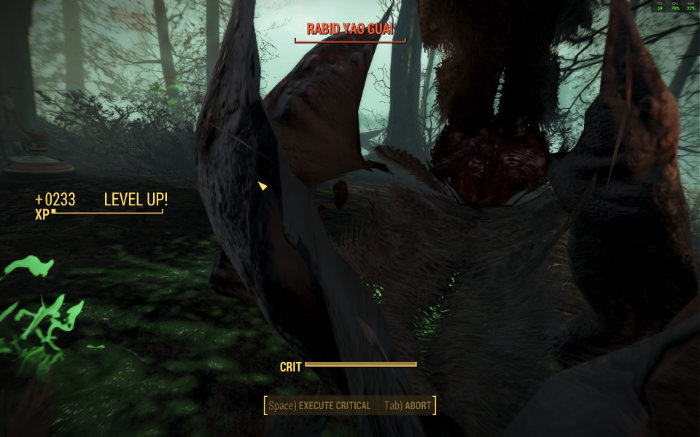 RABID YAO GUAI
+0233 LEVEL UP!
XP
CRIT
Space) EXECUTE CRITICAL Tab) ABORT